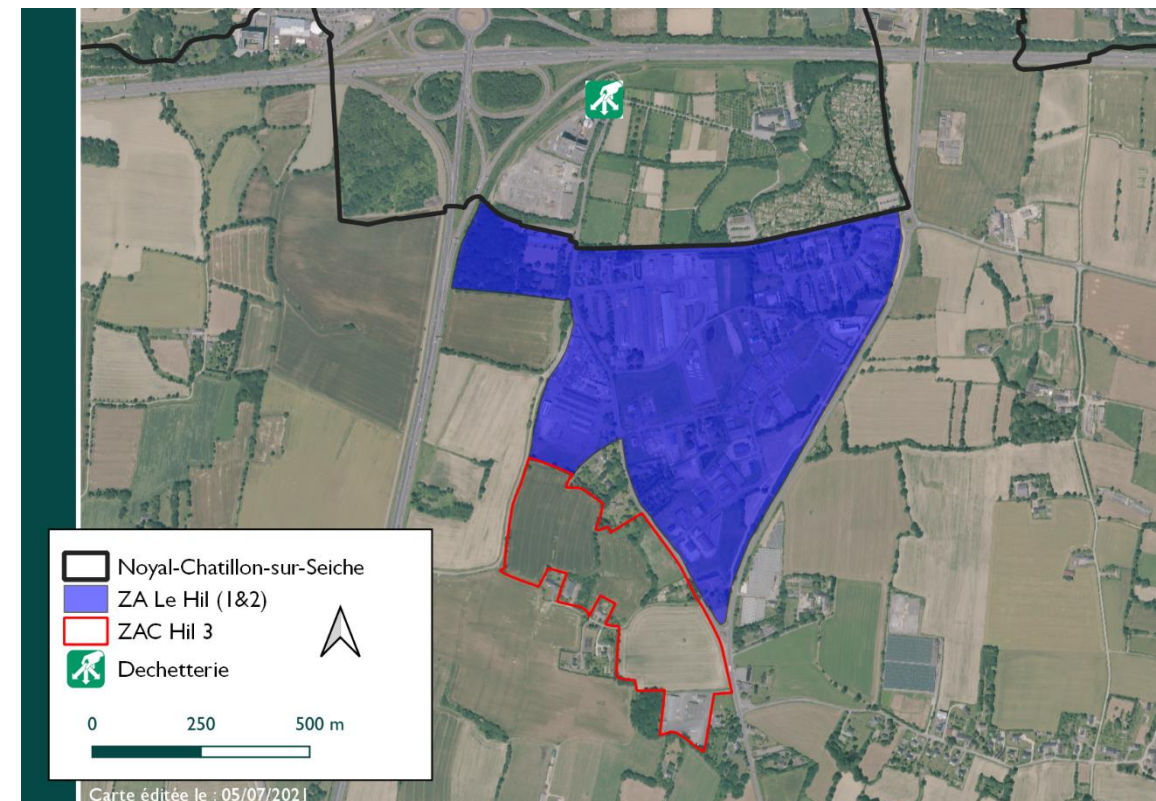 Noyal-Chatillon-sur-Seiche
ZA Le Hil (1&2)
ZAC Hil 3
Dechetterie
0 250 500 m
Carte éditée le : 05/07/2021